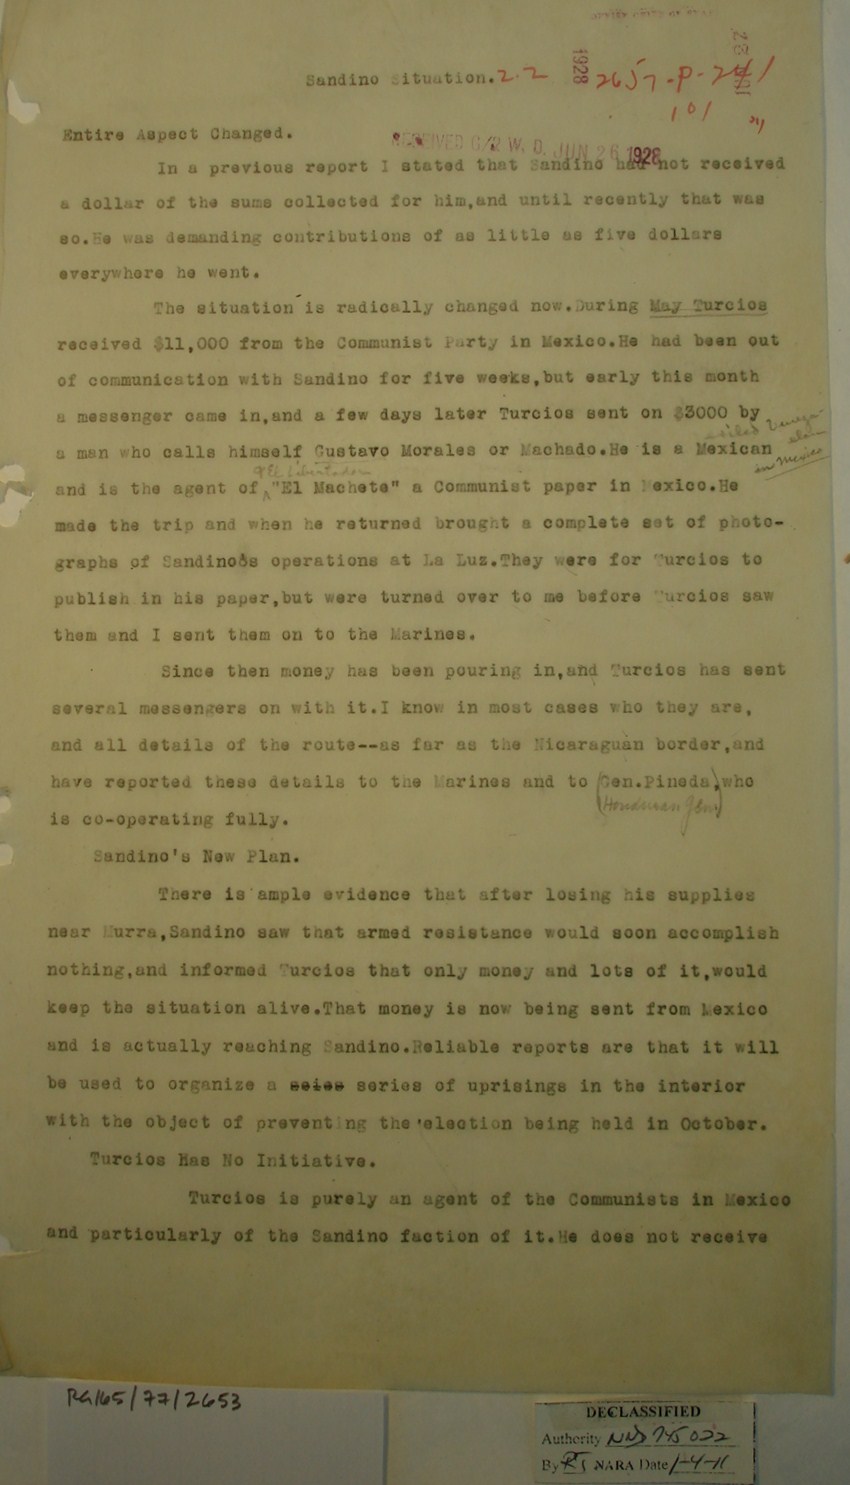 Sandino Situation. 2-2
1928
2657-P-241
101
RECEIVED G/2 W.D. JUN 26 1928
Entire Aspect Changed.
In a previous report I stated that Sandino had not received
a dollar of the sums collected for him,and until recently that was
so.He was demanding contributions of as little as five dollars
everywhere he went.
The situation is radically changed now.During May Turcios
received $11,000 from the Communist Party in Mexico.He had been out
of communication with Sandino for five weeks,but early this month
a messenger came in,and a few days later Turcios sent on $3000 by
a man who calls himself Gustavo Morales or Machado.He is a Mexican
exiled
in Mexico
& El Libertador
and is the agent of "El Machete" a Communist paper in Mexico.He
made the trip and when he returned brought a complete set of photo-
graphs of Sandino's operations at La Luz.They were for Turcios to
publish in his paper,but were turned over to me before Turcios saw
them and I sent them on to the Marines.
Since then money has been pouring in,and Turcios has sent
several messengers on with it.I know in most cases who they are,
and all details of the route--as far as the Nicaraguan border,and
have reported these details to the Marines and to (Gen.Pineda),who
(Honduran Gen)
is co-operating fully.
Sandino's New Plan.
There is ample evidence that after losing his supplies
near Murra,Sandino saw that armed resistance would soon accomplish
nothing,and informed Turcios that only money and lots of it,would
keep the situation alive.That money is now being sent from Mexico
and is actually reaching Sandino.Reliable reports are that it will
be used to organize a seies series of uprisings in the interior
with the object of preventing the election being held in October.
Turcios Has No Initiative.
Turcios is purely an agent of the Communists in Mexico
and particularly of the Sandino faction of it.He does not receive
RG165/77/2653
DECLASSIFIED
Authority NND 745022
By RT NARA Date 1-4-11